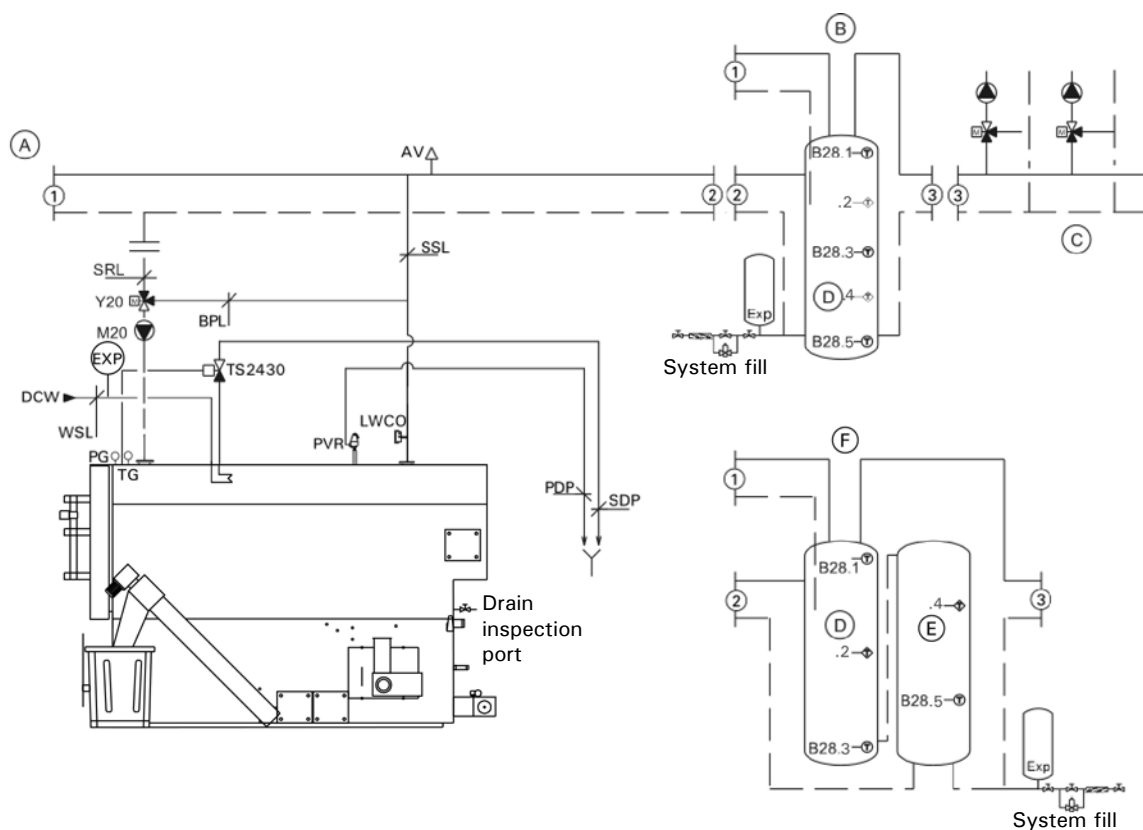 B
1
A
AV
B28.1
M
M
1
2
2
.2
3
3
SSL
C
SRL
B28.3
Y20
M
BPL
D
.4
M20
Exp
B28.5
EXP
TS2430
System fill
DCW
WSL
LWCO
PVR
F
PG
TG
1
PDP
SDP
B28.1
2
.4
3
Drain
inspection
port
D
E
.2
B28.5
B28.3
Exp
System fill